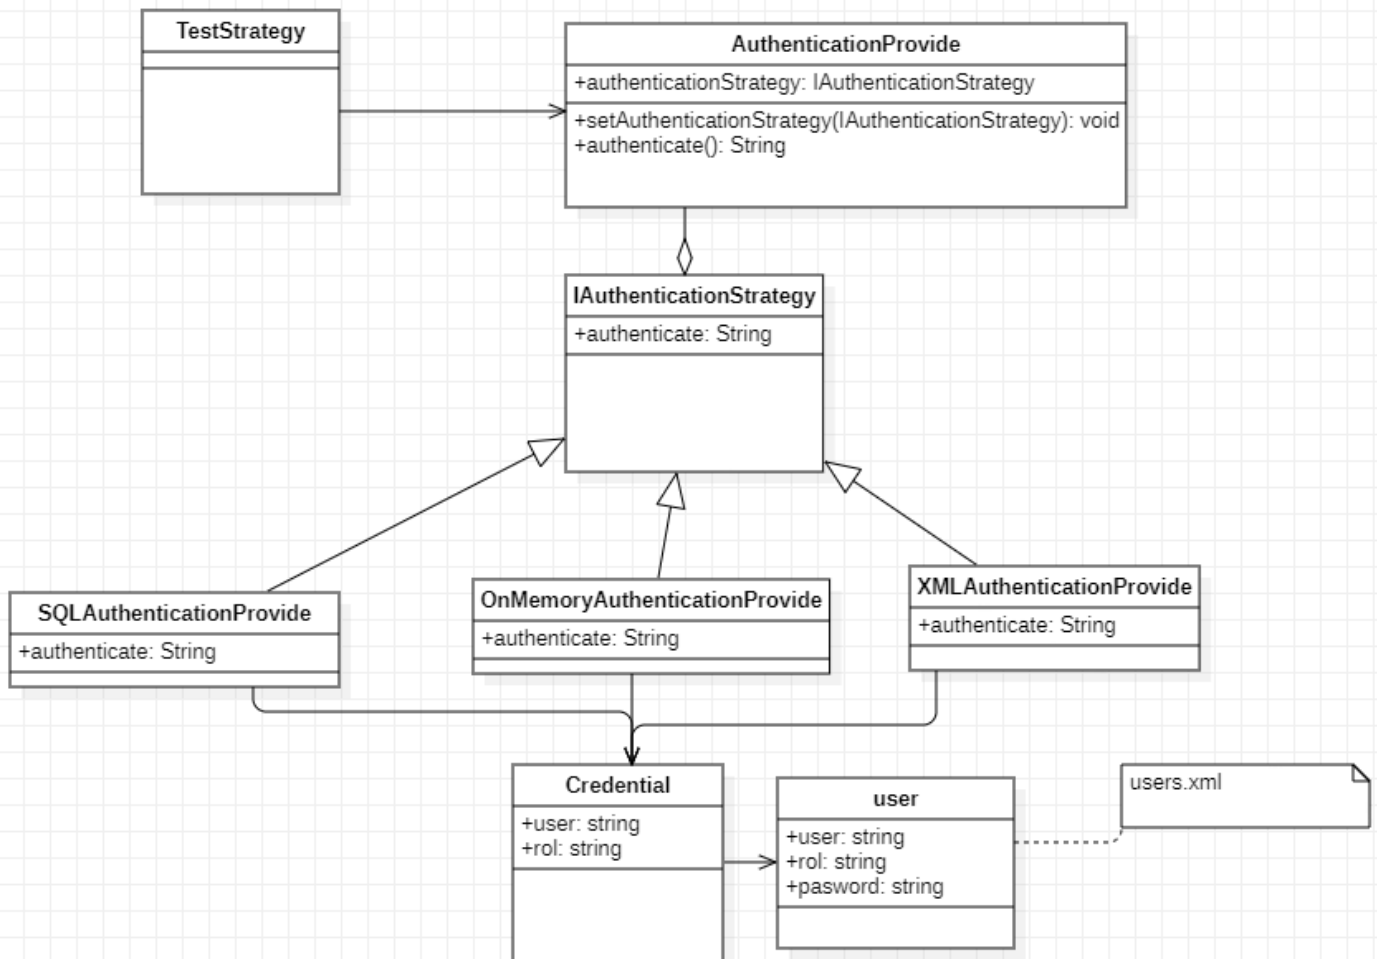 TestStrategy
AuthenticationProvide
+authenticationStrategy: IAuthenticationStrategy
+setAuthenticationStrategy(IAuthenticationStrategy): void
+authenticate(): String
IAuthenticationStrategy
+authenticate: String
SQLAuthenticationProvide
+authenticate: String
OnMemoryAuthenticationProvide
+authenticate: String
XMLAuthenticationProvide
+authenticate: String
Credential
+user: string
+rol: string
user
+user: string
+rol: string
+pasword: string
users.xml